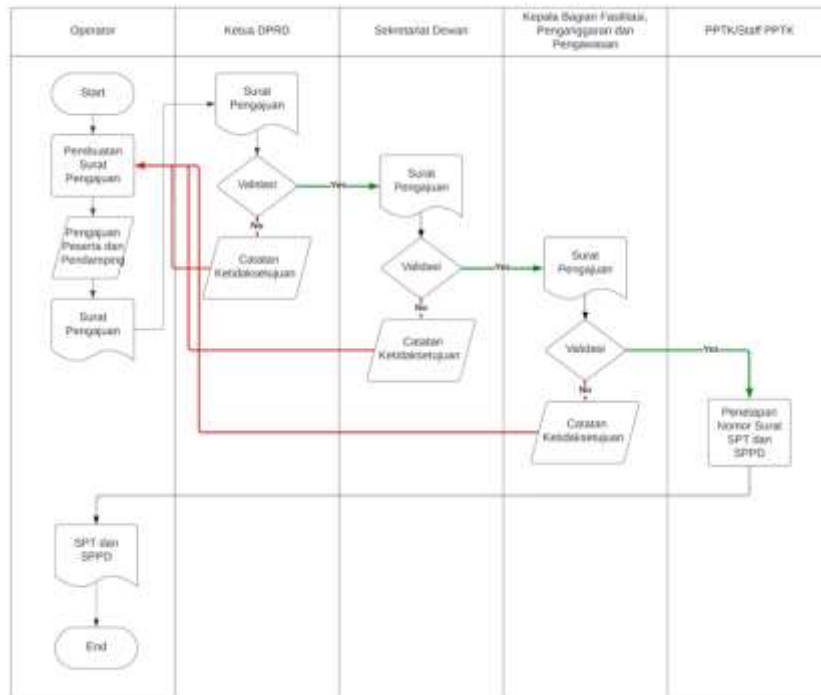 Operator
Ketua DPRD
Sekretariat Dewan
Kepala Bagian Fasilitasi,
Penganggaran dan
Pengawasan
PPTK/Staff PPTK
Start
Pembuatan
Surat
Pengajuan
Pengajuan
Peserta dan
Pendamping
Surat
Pengajuan
Surat
Pengajuan
Validasi
Yes
No
Catatan
Ketidaksetujuan
Surat
Pengajuan
Validasi
Yes
No
Catatan
Ketidaksetujuan
Surat
Pengajuan
Validasi
Yes
No
Catatan
Ketidaksetujuan
Penetapan
Nomor Surat
SPT dan
SPPD
SPT dan
SPPD
End